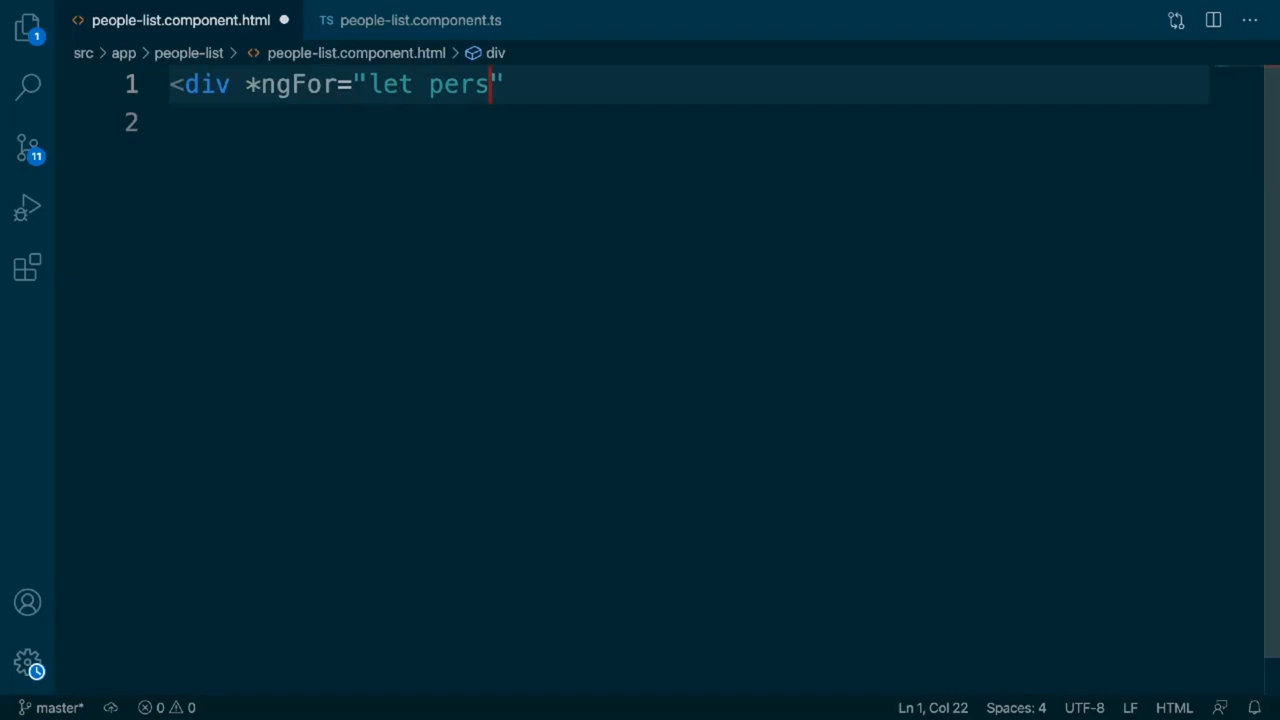 people-list.component.html
TS people-list.component.ts
1
src > app > people-list > people-list.component.html > div
1 <div *ngFor="let pers"
2
11
master* 0 0 Ln 1, Col 22 Spaces: 4 UTF-8 LF HTML